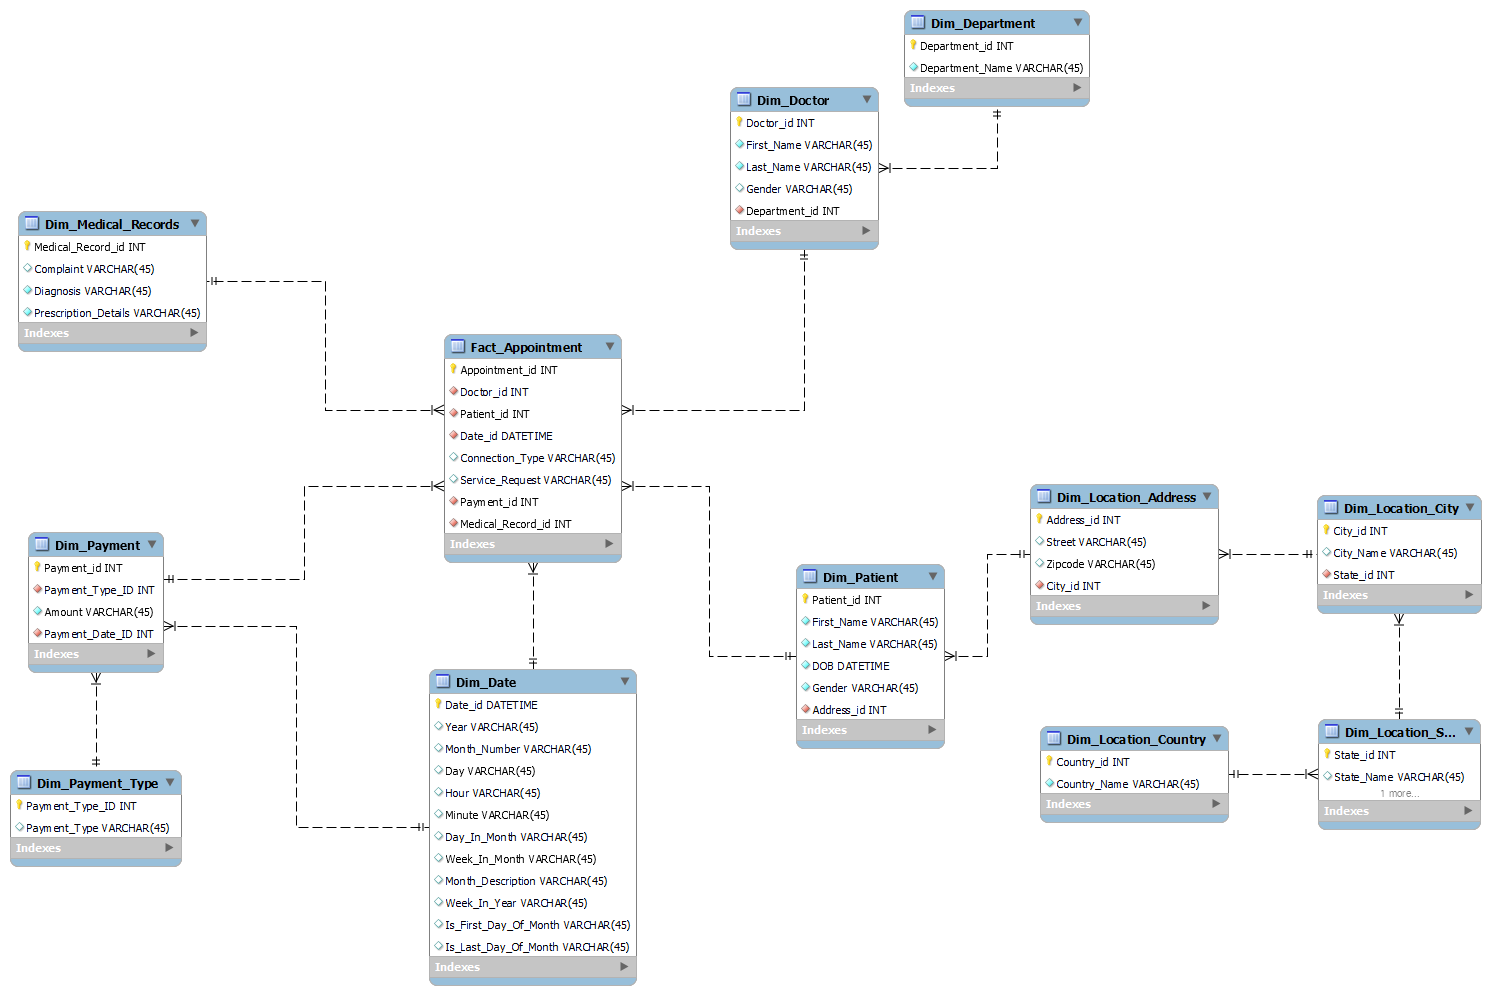 Dim_Department
Department_id INT
Department_Name VARCHAR(45)
Indexes
Dim_Doctor
Doctor_id INT
First_Name VARCHAR(45)
Last_Name VARCHAR(45)
Gender VARCHAR(45)
Department_id INT
Indexes
Dim_Medical_Records
Medical_Record_id INT
Complaint VARCHAR(45)
Diagnosis VARCHAR(45)
Prescription_Details VARCHAR(45)
Indexes
Fact_Appointment
Appointment_id INT
Doctor_id INT
Patient_id INT
Date_id DATETIME
Connection_Type VARCHAR(45)
Service_Request VARCHAR(45)
Payment_id INT
Medical_Record_id INT
Indexes
Dim_Payment
Payment_id INT
Payment_Type_ID INT
Amount VARCHAR(45)
Payment_Date_ID INT
Indexes
Dim_Payment_Type
Payment_Type_ID INT
Payment_Type VARCHAR(45)
Indexes
Dim_Date
Date_id DATETIME
Year VARCHAR(45)
Month_Number VARCHAR(45)
Day VARCHAR(45)
Hour VARCHAR(45)
Minute VARCHAR(45)
Day_In_Month VARCHAR(45)
Week_In_Month VARCHAR(45)
Month_Description VARCHAR(45)
Week_In_Year VARCHAR(45)
Is_First_Day_Of_Month VARCHAR(45)
Is_Last_Day_Of_Month VARCHAR(45)
Indexes
Dim_Patient
Patient_id INT
First_Name VARCHAR(45)
Last_Name VARCHAR(45)
DOB DATETIME
Gender VARCHAR(45)
Address_id INT
Indexes
Dim_Location_Address
Address_id INT
Street VARCHAR(45)
Zipcode VARCHAR(45)
City_id INT
Indexes
Dim_Location_City
City_id INT
City_Name VARCHAR(45)
State_id INT
Indexes
Dim_Location_Country
Country_id INT
Country_Name VARCHAR(45)
Indexes
Dim_Location_S...
State_id INT
State_Name VARCHAR(45)
1 more...
Indexes